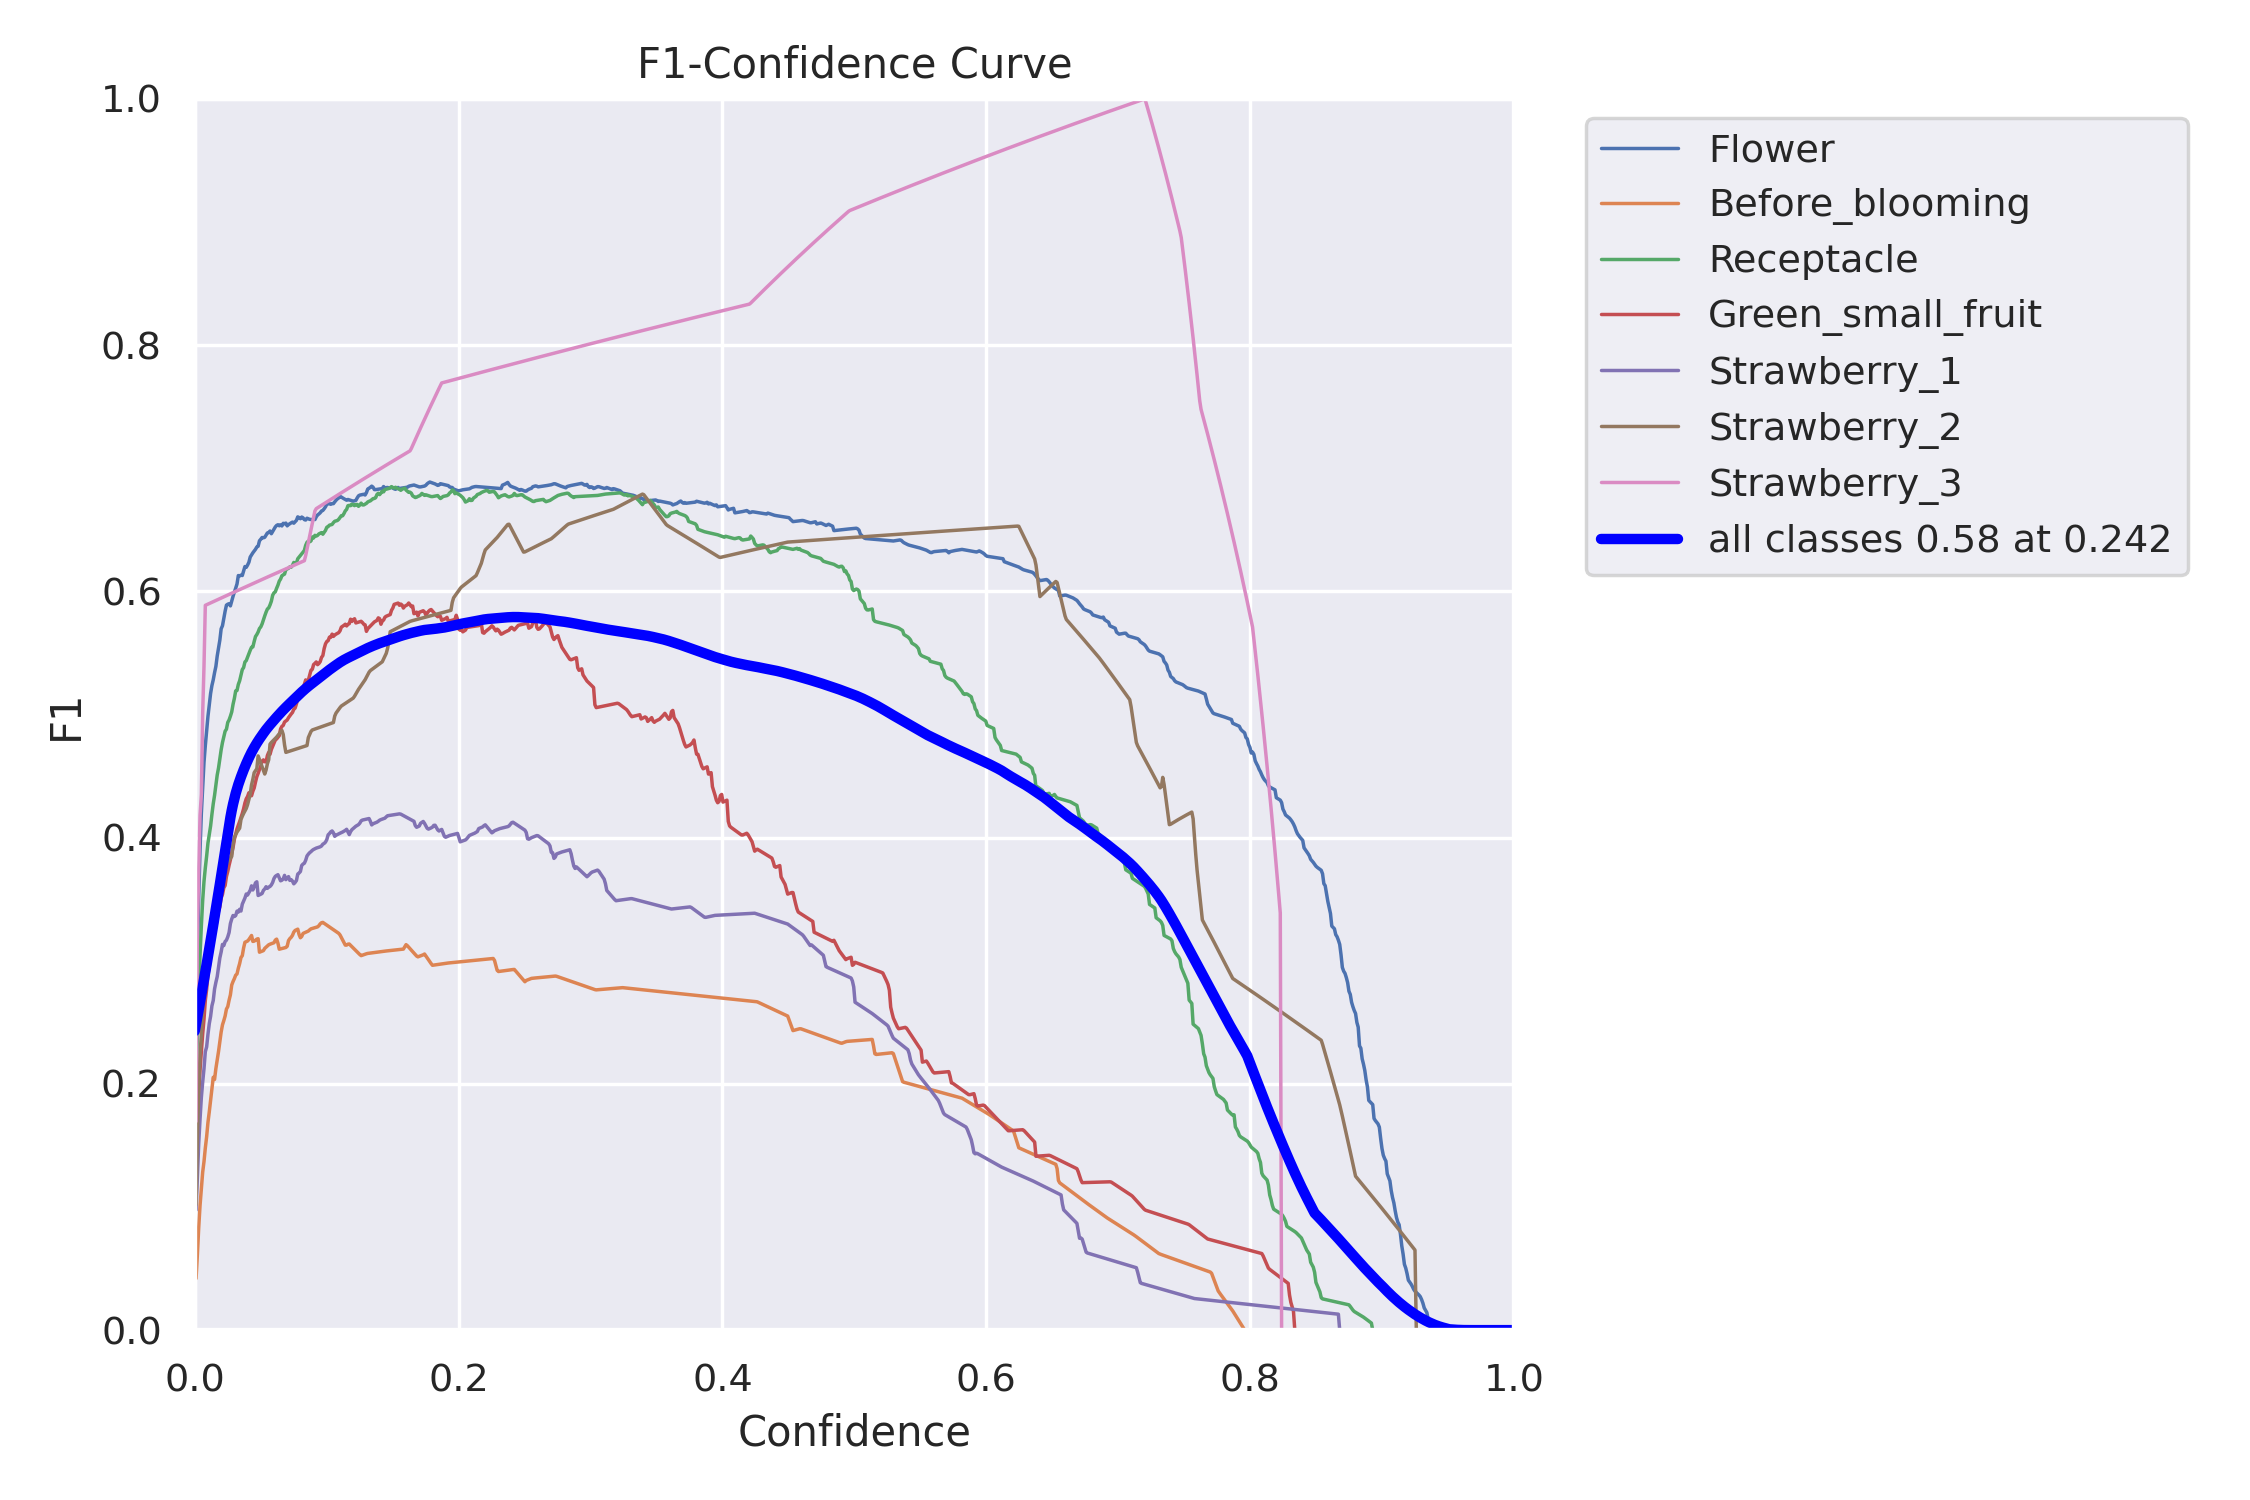 F1-Confidence Curve
1.0
0.8
0.6
0.4
0.2
0.0
F1
0.0 0.2 0.4 0.6 0.8 1.0
Confidence
Flower
Before_blooming
Receptacle
Green_small_fruit
Strawberry_1
Strawberry_2
Strawberry_3
all classes 0.58 at 0.242